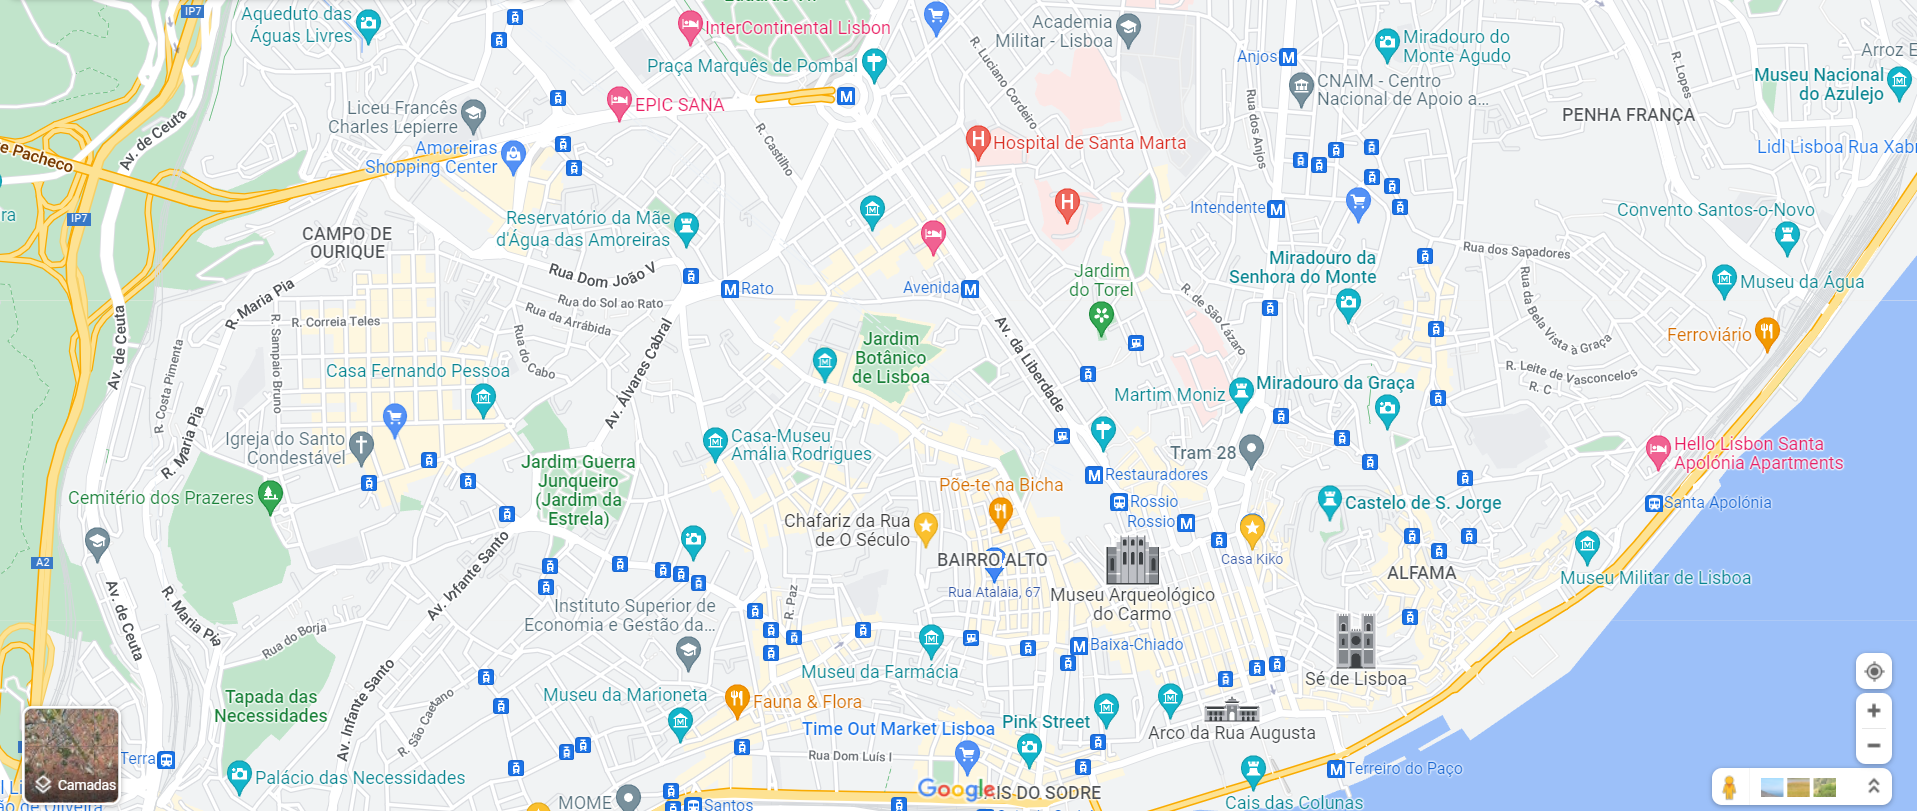 Aqueduto das
Águas Livres
IP7
Eduardo VII
InterContinental Lisbon
Academia
Militar - Lisboa
R. Luciano Cordeiro
Anjos
Miradouro do
Monte Agudo
R. Lopes
Arroz E
Praça Marquês de Pombal
CNAIM - Centro
Nacional de Apoio a...
Museu Nacional
do Azulejo
EPIC SANA
Liceu Francês
Charles Lepierre
Av. de Ceuta
e Pacheco
R. Castilho
Rua dos Anjos
PENHA FRANÇA
Hospital de Santa Marta
Lidl Lisboa Rua Xabr
Amoreiras
Shopping Center
ra
IP7
Reservatório da Mãe
d'Água das Amoreiras
Intendente
Convento Santos-o-Novo
CAMPO DE
OURIQUE
Rua dos Sapadores
Miradouro da
Senhora do Monte
Rua Dom João V
Jardim
do Torel
Rato
Avenida
Museu da Água
R. Maria Pia
Rua do Sol ao Rato
Rua da Arrábida
R. de São Lázaro
Rua da Bela Vista à Graça
R. Correia Teles
R. Sampaio Bruno
Av. de Ceuta
R. Costa Pimenta
Rua do Cabo
Av. Álvares Cabral
Jardim
Botânico
de Lisboa
Av. da Liberdade
Ferroviário
Casa Fernando Pessoa
Martim Moniz
Miradouro da Graça
R. Leite de Vasconcelos
R. C
R. Maria Pia
Igreja do Santo
Condestável
Casa-Museu
Amália Rodrigues
Tram 28
Hello Lisbon Santa
Apolónia Apartments
Jardim Guerra
Junqueiro
(Jardim da
Estrela)
Restauradores
Põe-te na Bicha
Cemitério dos Prazeres
Rossio
Castelo de S. Jorge
Santa Apolónia
Chafariz da Rua
de O Século
Rossio
Casa Kiko
A2
BAIRRO ALTO
ALFAMA
Museu Militar de Lisboa
Av. Infante Santo
Av. de Ceuta
R. Maria Pia
Rua Atalaia, 67
Museu Arqueológico
do Carmo
R. Paz
Instituto Superior de
Economia e Gestão da...
Rua do Borja
Baixa-Chiado
Museu da Farmácia
Sé de Lisboa
Av. Infante Santo
R. São Caetano
Tapada das
Necessidades
Museu da Marioneta
Fauna & Flora
Time Out Market Lisboa
Pink Street
Arco da Rua Augusta
Rua Dom Luís I
Terra
Palácio das Necessidades
Terreiro do Paço
Camadas
Google
AIS DO SODRE
MOME
Santos
Cais das Colunas
l Li
ão de Oliveira